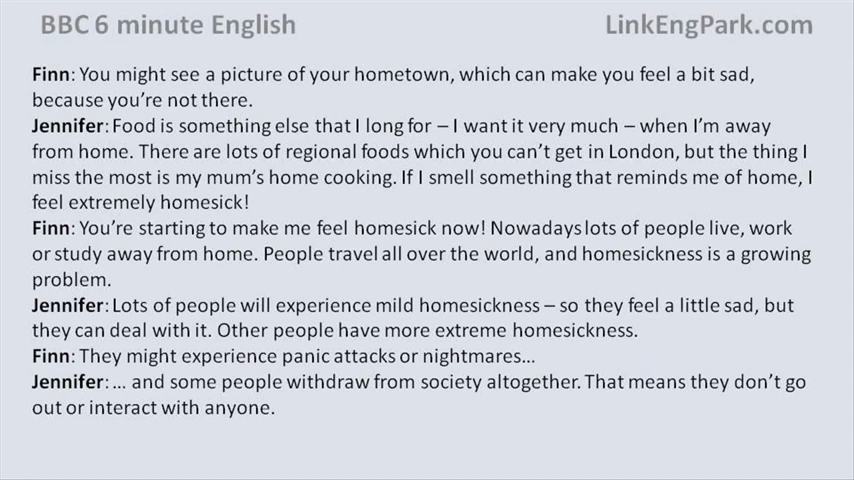 BBC 6 minute English
LinkEngPark.com
Finn: You might see a picture of your hometown, which can make you feel a bit sad,
because you’re not there.
Jennifer: Food is something else that I long for – I want it very much – when I’m away
from home. There are lots of regional foods which you can’t get in London, but the thing I
miss the most is my mum’s home cooking. If I smell something that reminds me of home, I
feel extremely homesick!
Finn: You’re starting to make me feel homesick now! Nowadays lots of people live, work
or study away from home. People travel all over the world, and homesickness is a growing
problem.
Jennifer: Lots of people will experience mild homesickness – so they feel a little sad, but
they can deal with it. Other people have more extreme homesickness.
Finn: They might experience panic attacks or nightmares…
Jennifer: … and some people withdraw from society altogether. That means they don’t go
out or interact with anyone.